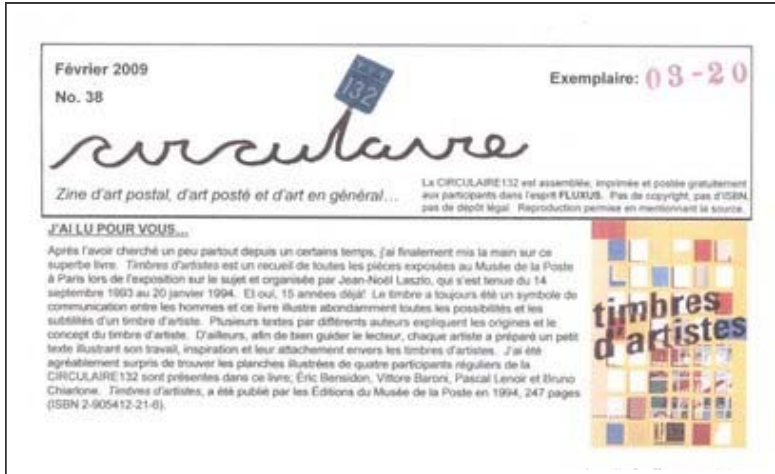 Février 2009
No. 38
Exemplaire: 03-20
132
circulaire
Zine d'art postal, d'art posté et d'art en général…
La CIRCULAIRE132 est assemblée, imprimée et postée gratuitement
aux participants dans l'esprit FLUXUS. Pas de copyright, pas d'ISBN,
pas de dépôt légal. Reproduction permise en mentionnant la source.
J'AI LU POUR VOUS…
Après l'avoir cherché un peu partout depuis un certains temps, j'ai finalement mis la main sur ce
superbe livre. Timbres d'artistes est un recueil de toutes les pièces exposées au Musée de la Poste
à Paris lors de l'exposition sur le sujet et organisée par Jean-Noël Laszlo, qui s'est tenue du 14
septembre 1993 au 20 janvier 1994. Et oui, 15 années déjà! Le timbre a toujours été un symbole de
communication entre les hommes et ce livre illustre abondamment toutes les possibilités et les
subtilités d'un timbre d'artiste. Plusieurs textes par différents auteurs expliquent les origines et le
concept du timbre d'artiste. D'ailleurs, afin de bien guider le lecteur, chaque artiste a préparé un petit
texte illustrant son travail, inspiration et leur attachement envers les timbres d'artistes. J'ai été
agréablement surpris de trouver les planches illustrées de quatre participants réguliers de la
CIRCULAIRE132 sont présentes dans ce livre; Éric Bensidon, Vittore Baroni, Pascal Lenoir et Bruno
Chiarlone. Timbres d'artistes, a été publié par les Éditions du Musée de la Poste en 1994, 247 pages
(ISBN 2-905412-21-6).
timbres
d'artistes